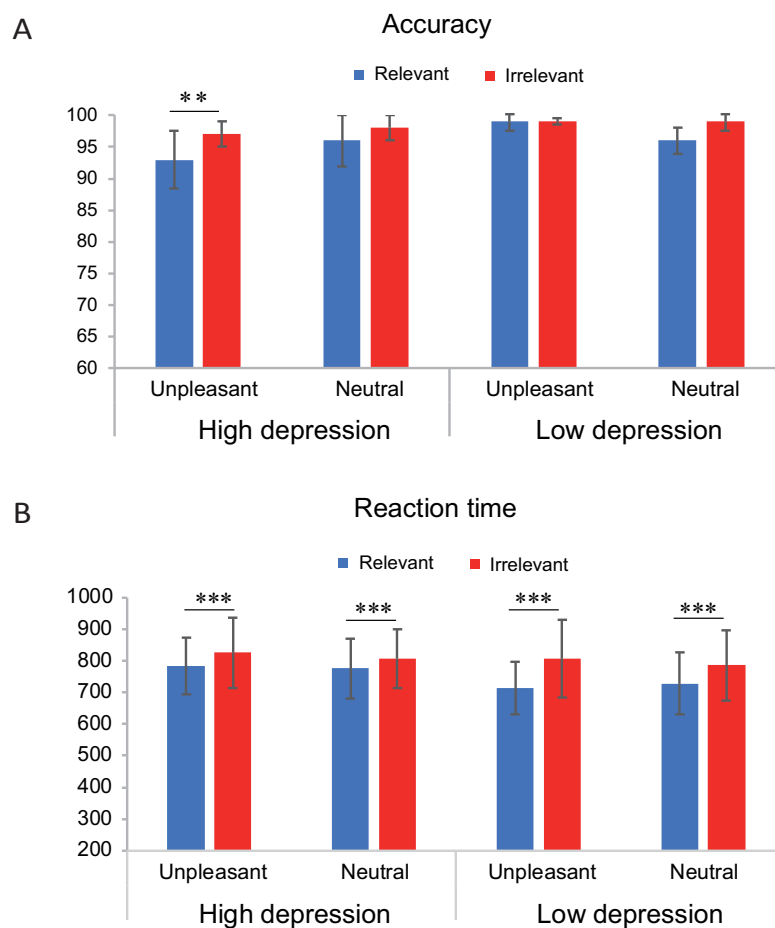 A
Accuracy
Relevant Irrelevant
**
100
95
90
85
80
75
70
65
60
Unpleasant Neutral Unpleasant Neutral
High depression Low depression
B
Reaction time
Relevant Irrelevant
*** *** *** ***
1000
900
800
700
600
500
400
300
200
Unpleasant Neutral Unpleasant Neutral
High depression Low depression